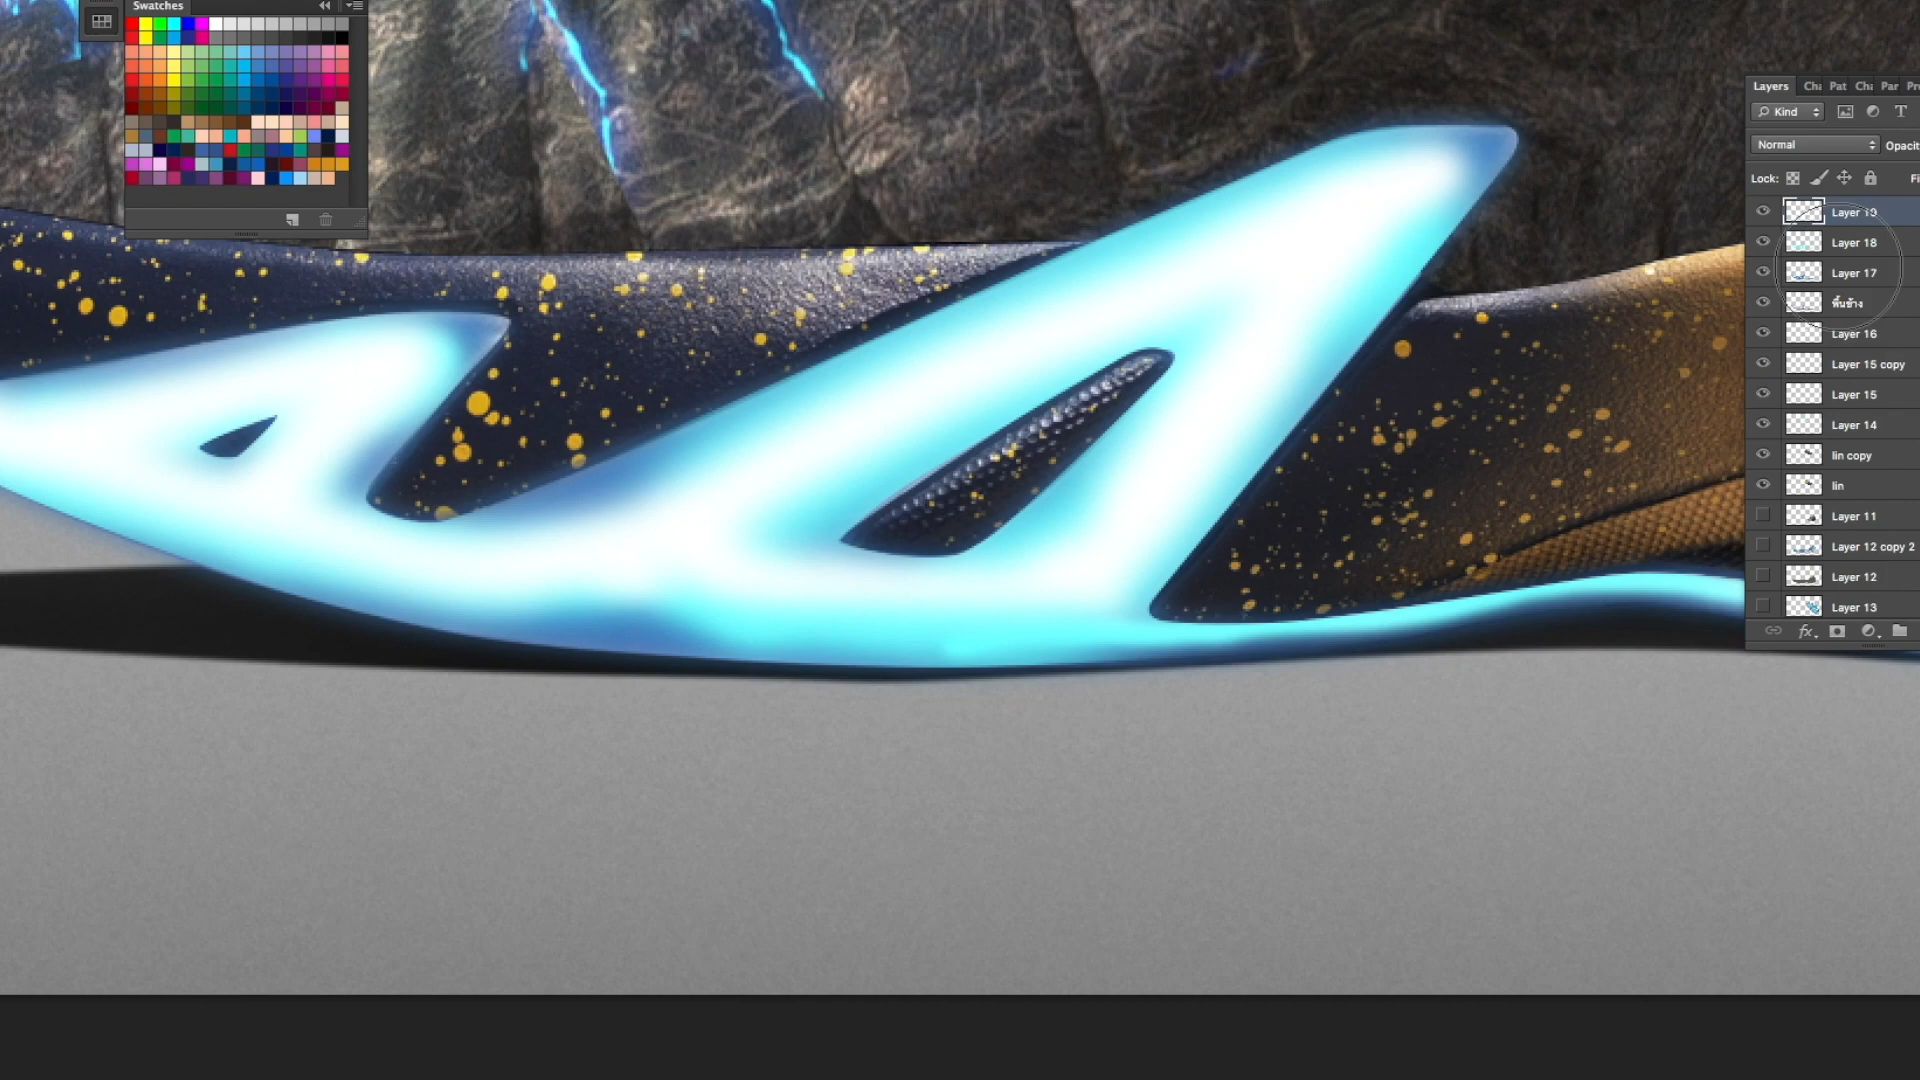 Swatches
Layers Cha Pat Cha Par Pr
Kind
T
Normal Opacit
Lock: Fi
Layer 19
Layer 18
Layer 17
พื้นข้าง
Layer 16
Layer 15 copy
Layer 15
Layer 14
lin copy
lin
Layer 11
Layer 12 copy 2
Layer 12
Layer 13
fx